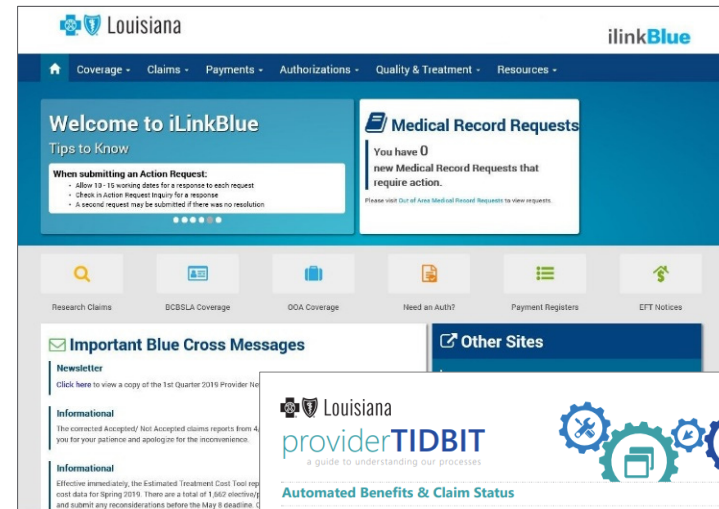 Louisiana
ilinkBlue
Coverage Claims Payments Authorizations Quality & Treatment Resources
Welcome to iLinkBlue
Tips to Know
When submitting an Action Request:
• Allow 10 - 15 working dates for a response to each request
• Check in Action Request Inquiry for a response
• A second request may be submitted if there was no resolution
Medical Record Requests
You have 0
new Medical Record Requests that
require action.
Please visit Out of Area Medical Record Requests to view requests.
Research Claims
BCBSLA Coverage
OOA Coverage
Need an Auth?
Payment Registers
EFT Notices
Important Blue Cross Messages
Newsletter
Click here to view a copy of the 1st Quarter 2019 Provider Ne
Informational
The corrected Accepted/ Not Accepted claims reports from 4/
you for your patience and apologize for the inconvenience.
Informational
Effective immediately, the Estimated Treatment Cost Tool rep
cost data for Spring 2019. There are a total of 1,662 elective/p
and submit any reconsiderations before the May 8 deadline.
Other Sites
Louisiana
providerTIDBIT
a guide to understanding our processes
Automated Benefits & Claim Status